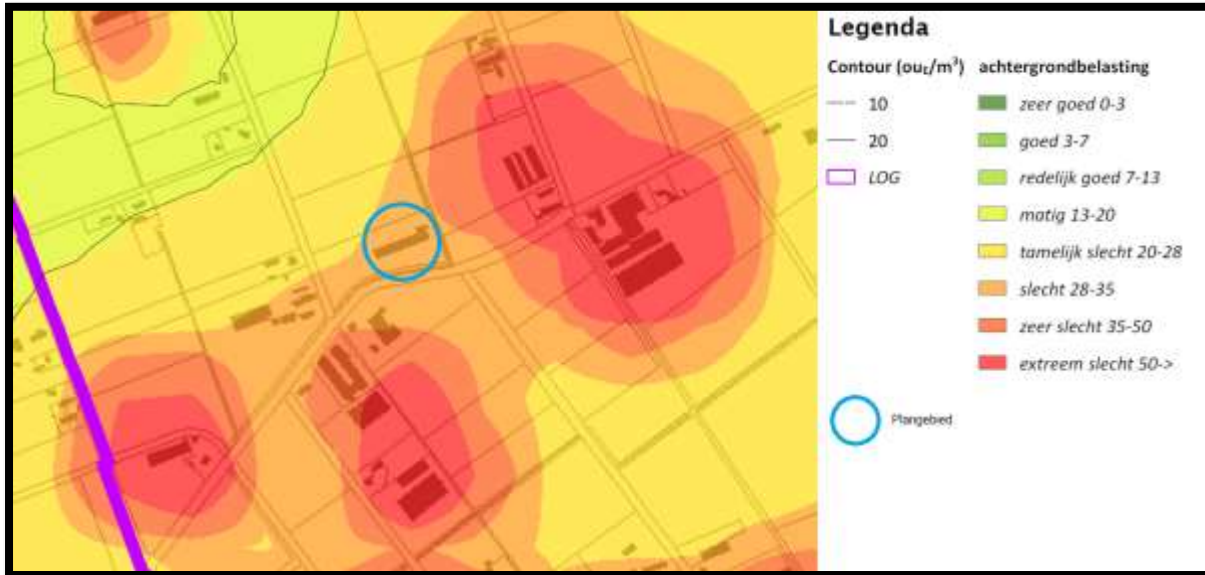 Legenda
Contour (ouE/m³) achtergrondbelasting
10
20
LOG
zeer goed 0-3
goed 3-7
redelijk goed 7-13
matig 13-20
tamelijk slecht 20-28
slecht 28-35
zeer slecht 35-50
extreem slecht 50->
Plangebied